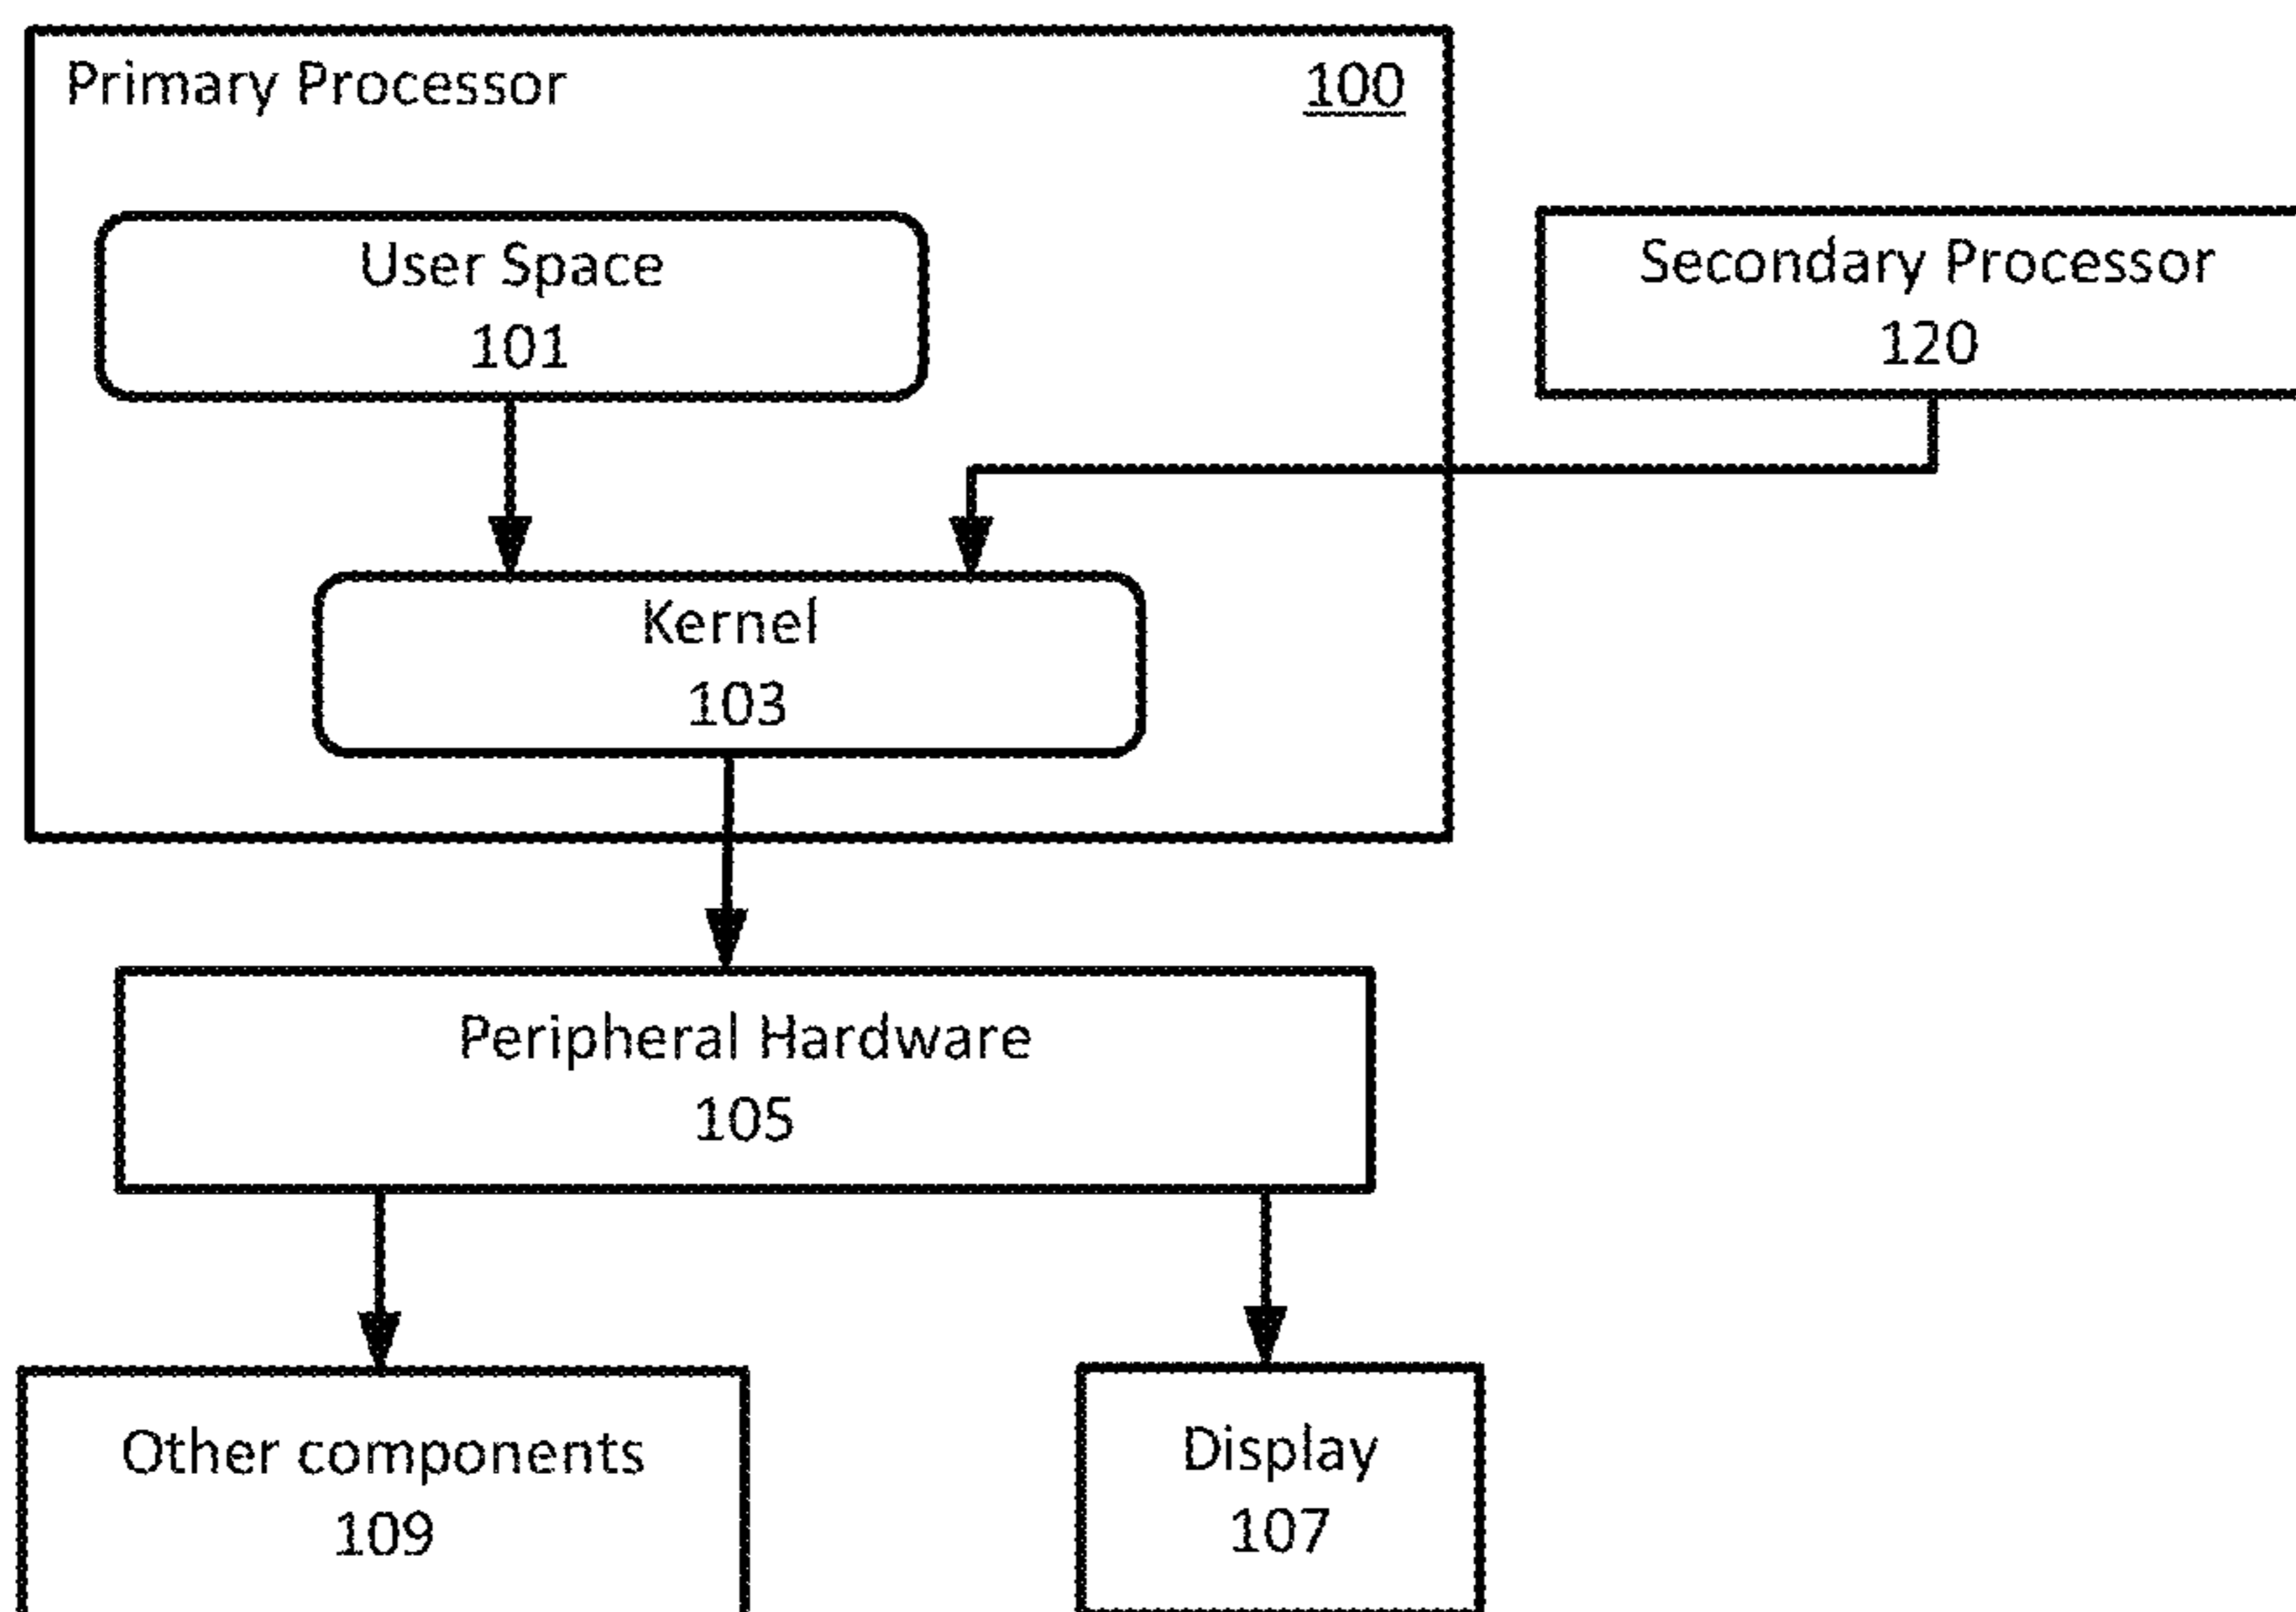 Primary Processor
100
User Space
101
Secondary Processor
120
Kernel
103
Peripheral Hardware
105
Other components
109
Display
107